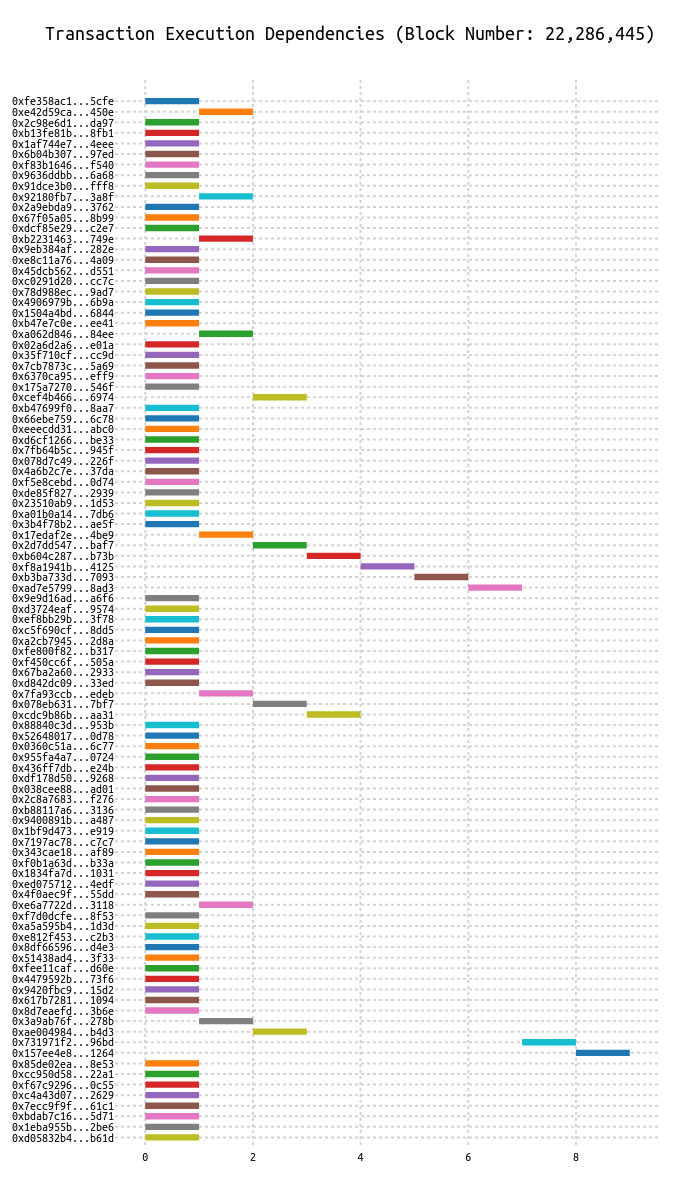 Transaction Execution Dependencies (Block Number: 22,286,445)
0xfe358ac1...5cfe
0xe42d59ca...450e
0x2c98e6d1...da97
0xb13fe81b...8fb1
0x1af744e7...4eee
0x6b04b307...97ed
0xf83b1646...f540
0x9636ddbb...6a68
0x91dce3b0...fff8
0x92180fb7...3a8f
0x2a9ebda9...3762
0x67f05a05...8b99
0xdcf85e29...c2e7
0xb2231463...749e
0x9eb384af...282e
0xe8c11a76...4a09
0x45dcb562...d551
0xc0291d20...cc7c
0x78d988ec...9ad7
0x4906979b...6b9a
0x1504a4bd...6844
0xb47e7c0e...ee41
0xa062d846...84ee
0x02a6d2a6...e01a
0x35f710cf...cc9d
0x7cb7873c...5a69
0x6370ca95...eff9
0x175a7270...546f
0xcef4b466...6974
0xb47699f0...8aa7
0x66ebe759...6c78
0xeeecdd31...abc0
0xd6cf1266...be33
0x7fb64b5c...945f
0x078d7c49...226f
0x4a6b2c7e...37da
0xf5e8cebd...0d74
0xde85f827...2939
0x23510ab9...1d53
0xa01b0a14...7db6
0x3b4f78b2...ae5f
0x17edaf2e...4be9
0x2d7dd547...baf7
0xb604c287...b73b
0xf8a1941b...4125
0xb3ba733d...7093
0xad7e5799...8ad3
0x9e9d16ad...a6f6
0xd3724eaf...9574
0xef8bb29b...3f78
0xc5f690cf...8dd5
0xa2cb7945...2d8a
0xfe800f82...b317
0xf450cc6f...505a
0x67ba2a60...2933
0xd842dc09...33ed
0x7fa93ccb...edeb
0x078eb631...7bf7
0xcdc9b86b...aa31
0x88840c3d...953b
0x52648017...0d78
0x0360c51a...6c77
0x955fa4a7...0724
0x436ff7db...e24b
0xdf178d50...9268
0x038cee88...ad01
0x2c8a7683...f276
0xb88117a6...3136
0x9400891b...a487
0x1bf9d473...e919
0x7197ac78...c7c7
0x343cae18...af89
0xf0b1a63d...b33a
0x1834fa7d...1031
0xed075712...4edf
0x4f0aec9f...55dd
0xe6a7722d...3118
0xf7d0dcfe...8f53
0xa5a595b4...1d3d
0xe812f453...c2b3
0x8df66596...d4e3
0x51438ad4...3f33
0xfee11caf...d60e
0x4479592b...73f6
0x9420fbc9...15d2
0x617b7281...1094
0x8d7eaefd...3b6e
0x3a9ab76f...278b
0xae004984...b4d3
0x731971f2...96bd
0x157ee4e8...1264
0x85de02ea...8e53
0xcc950d58...22a1
0xf67c9296...0c55
0xc4a43d07...2629
0x7ecc9f9f...61c1
0xbdab7c16...5d71
0x1eba955b...2be6
0xd05832b4...b61d
0 2 4 6 8